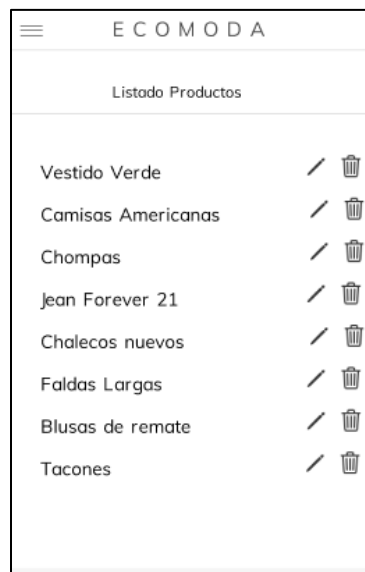 ECOMODA
Listado Productos
Vestido Verde
Camisas Americanas
Chompas
Jean Forever 21
Chalecos nuevos
Faldas Largas
Blusas de remate
Tacones